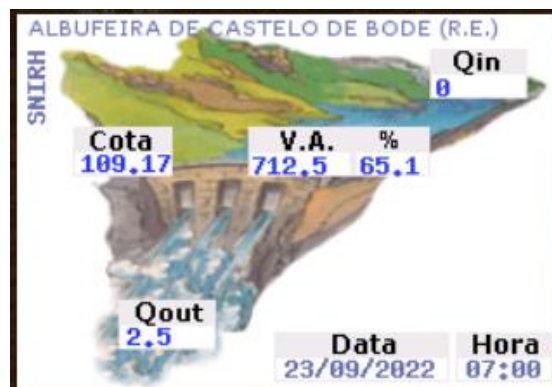 ALBUFEIRA DE CASTELO DE BODE (R.E.)
SNIRH
Qin
0
Cota V.A. %
109.17 712.5 65.1
Qout
2.5
Data Hora
23/09/2022 07:00